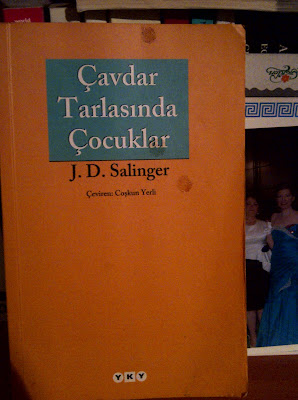 Çavdar
Tarlasında
Çocuklar
J. D. Salinger
Çeviren: Coşkun Yerli
YKY